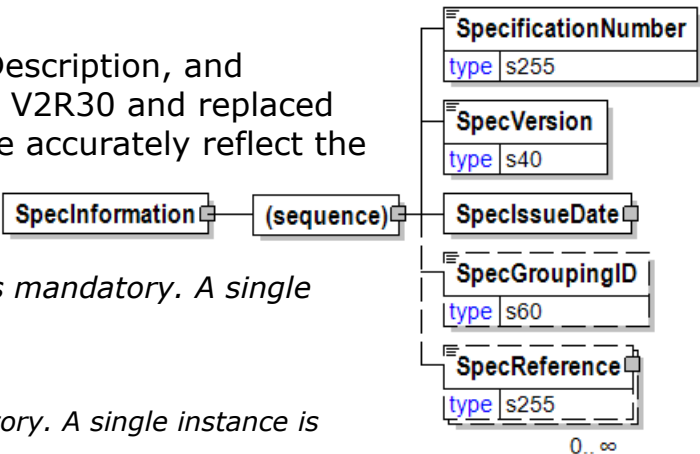 Description, and
V2R30 and replaced
e accurately reflect the
SpecInformation
(sequence)
SpecificationNumber
type s255
SpecVersion
type s40
SpecIssueDate
SpecGroupingID
type s60
SpecReference
type s255
0.. ∞
s mandatory. A single
ory. A single instance is